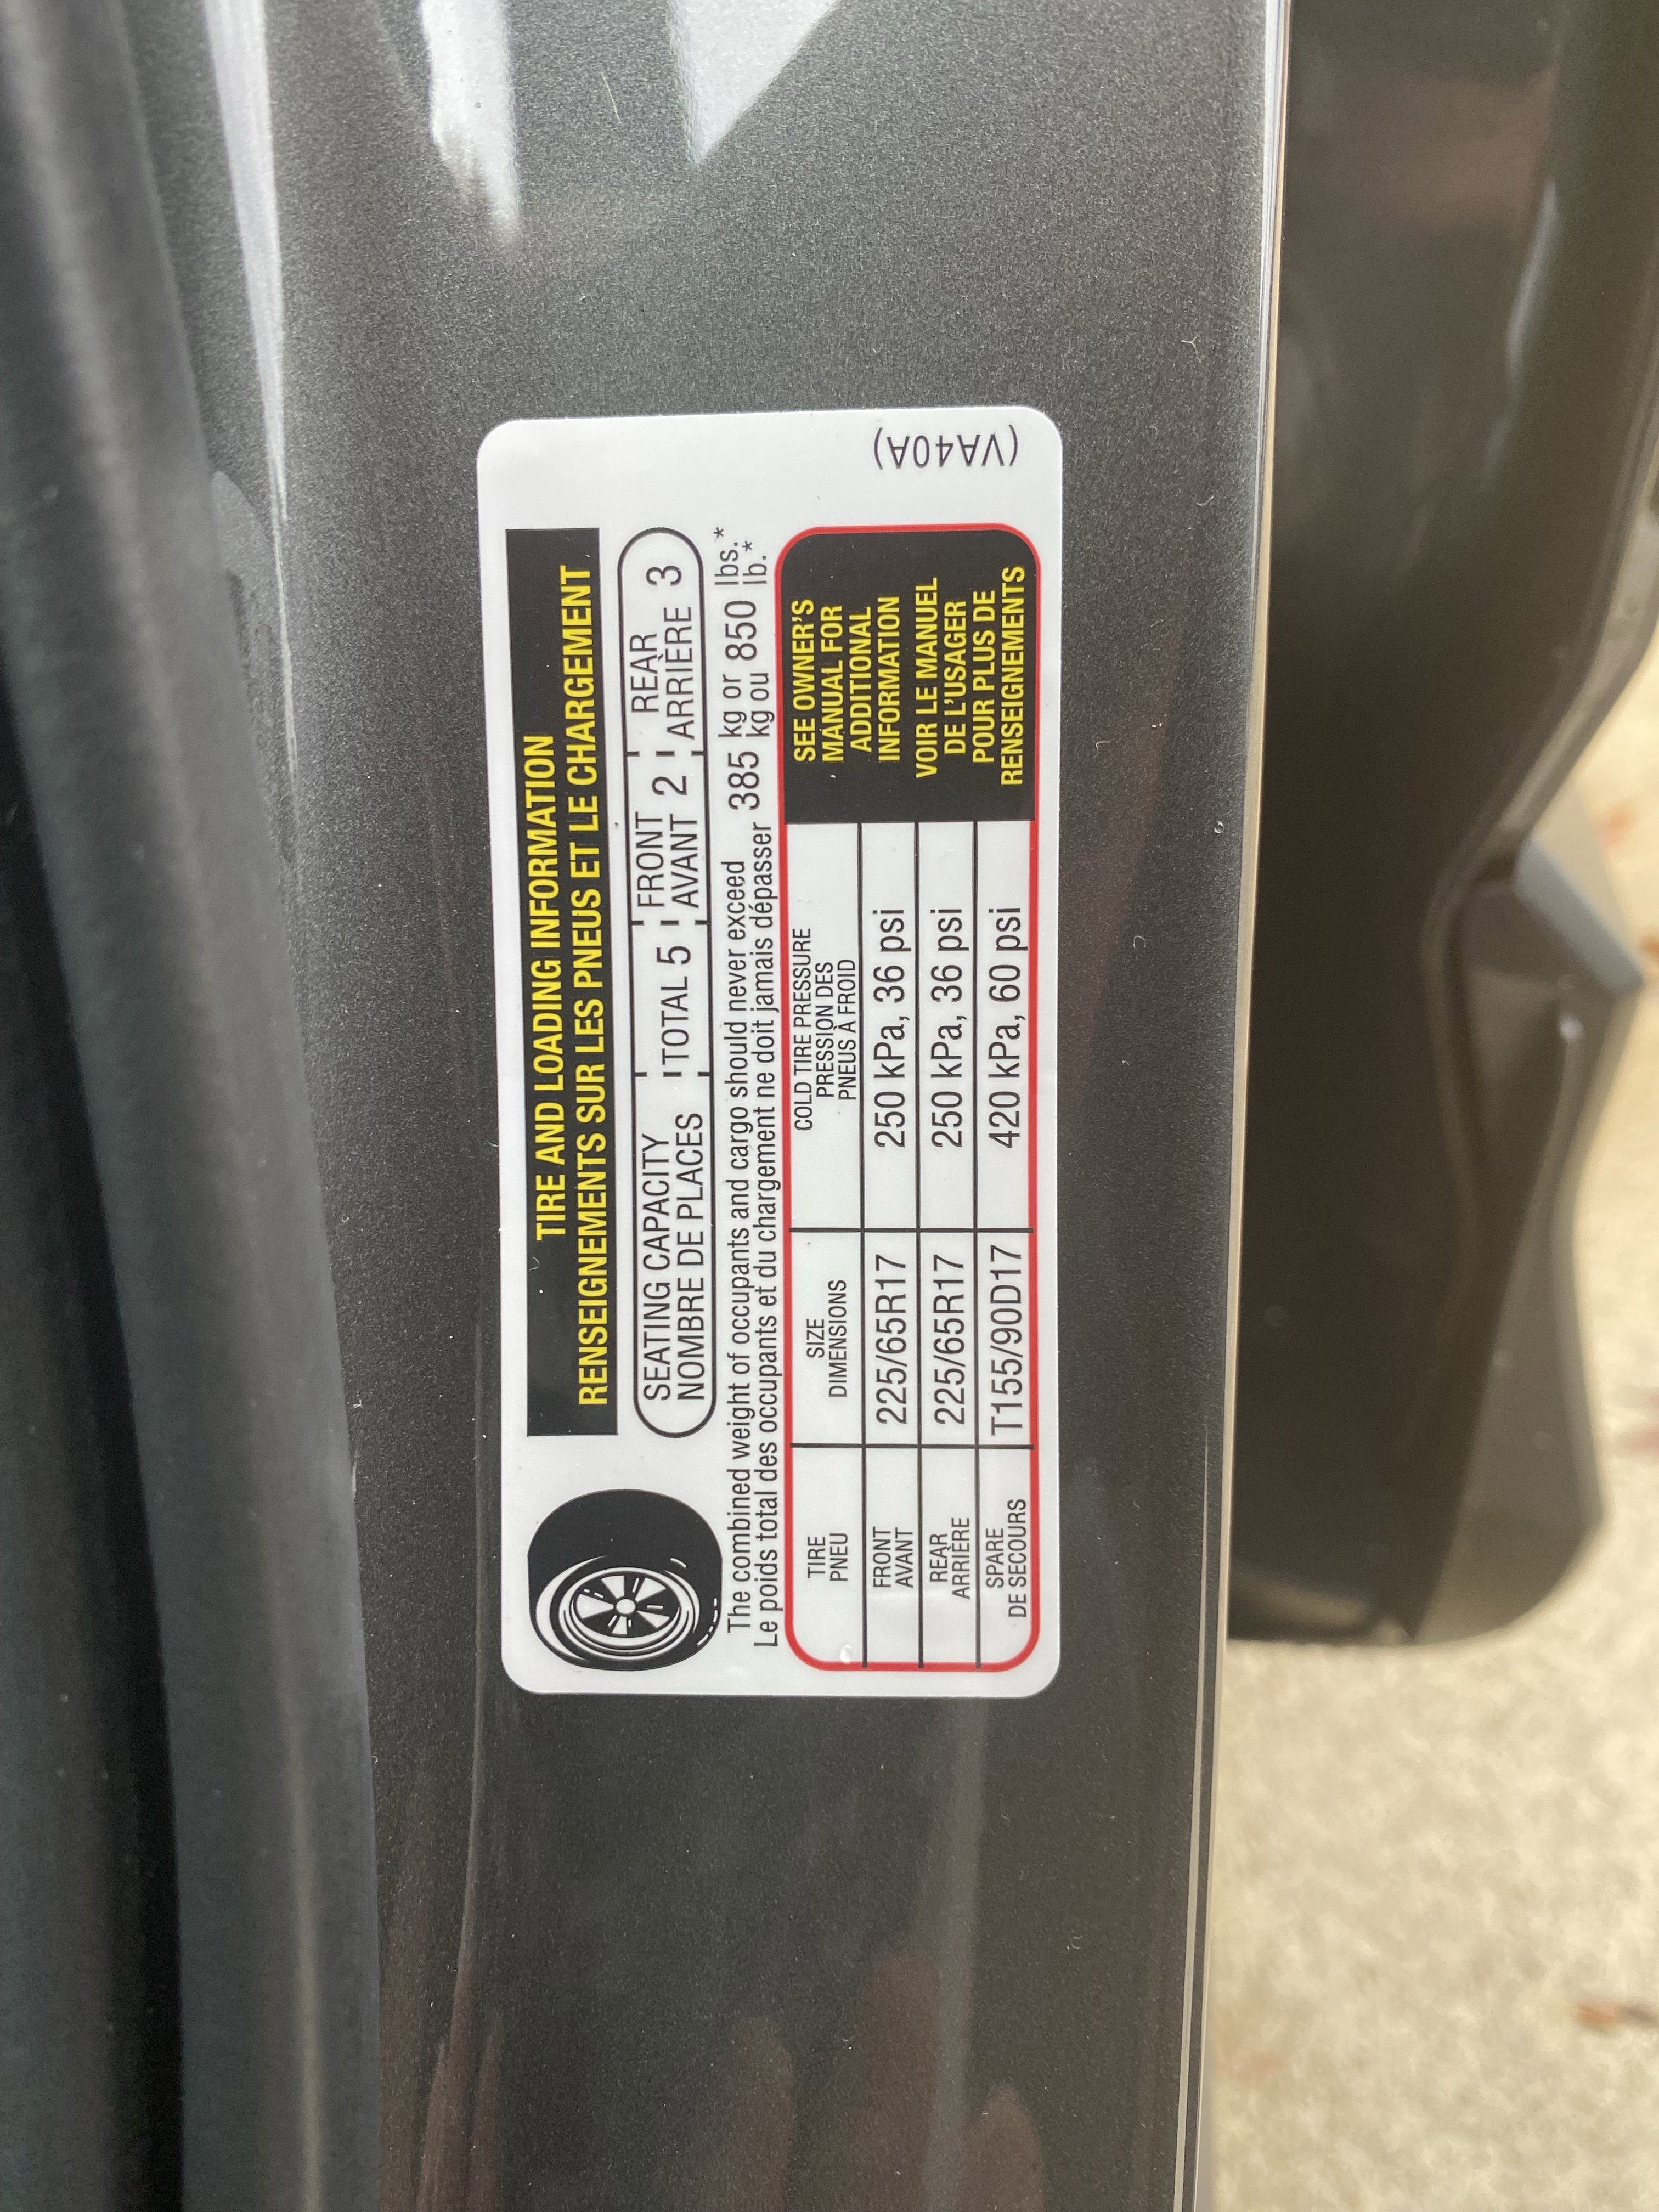 TIRE AND LOADING INFORMATION
RENSEIGNEMENTS SUR LES PNEUS ET LE CHARGEMENT
SEATING CAPACITY TOTAL 5 FRONT 2 REAR 3
NOMBRE DE PLACES AVANT ARRIÈRE
The combined weight of occupants and cargo should never exceed 385 kg or 850 lbs.*
Le poids total des occupants et du chargement ne doit jamais dépasser kg ou lb.*
TIRE SIZE COLD TIRE PRESSURE
PNEU DIMENSIONS PRESSION DES
PNEUS À FROID
FRONT 225/65R17 250 kPa, 36 psi
AVANT
REAR 225/65R17 250 kPa, 36 psi
ARRIÈRE
SPARE T155/90D17 420 kPa, 60 psi
DE SECOURS
SEE OWNER'S
MANUAL FOR
ADDITIONAL
INFORMATION
VOIR LE MANUEL
DE L'USAGER
POUR PLUS DE
RENSEIGNEMENTS
(VA40A)